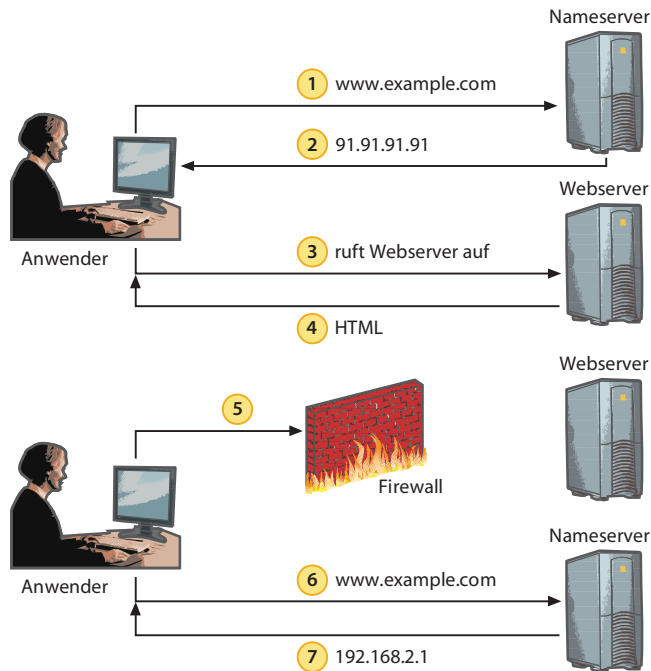 Nameserver
1 www.example.com
2 91.91.91.91
Webserver
Anwender
3 ruft Webserver auf
4 HTML
Webserver
5
Firewall
Nameserver
Anwender
6 www.example.com
7 192.168.2.1